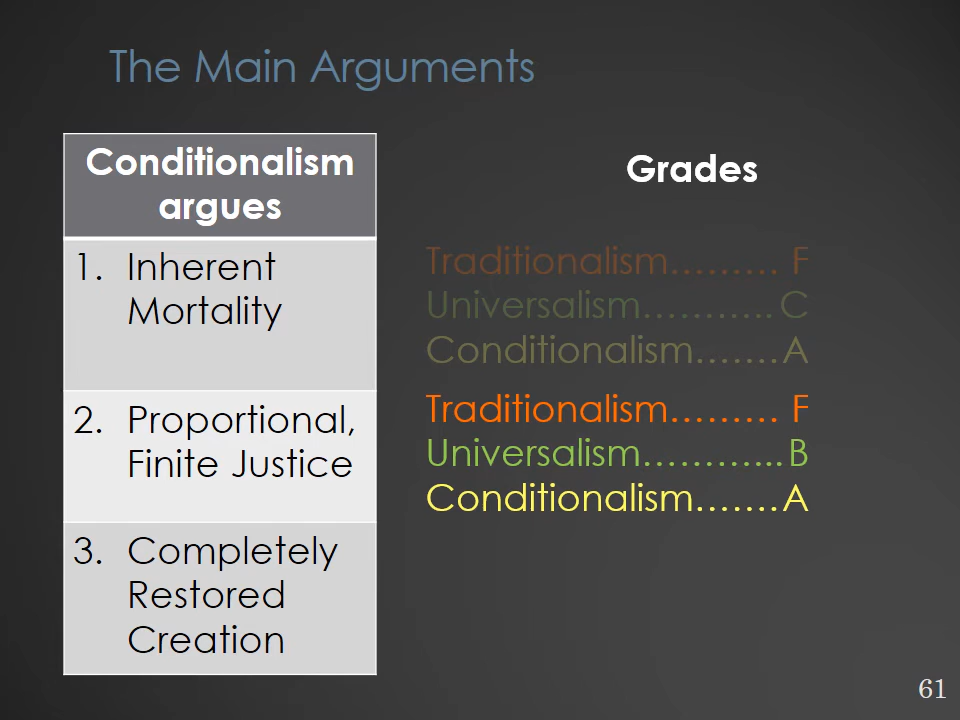 The Main Arguments
Conditionalism
argues
1. Inherent
Mortality
2. Proportional,
Finite Justice
3. Completely
Restored
Creation
Grades
Traditionalism......... F
Universalism........... C
Conditionalism.......A
Traditionalism......... F
Universalism............B
Conditionalism.......A
61